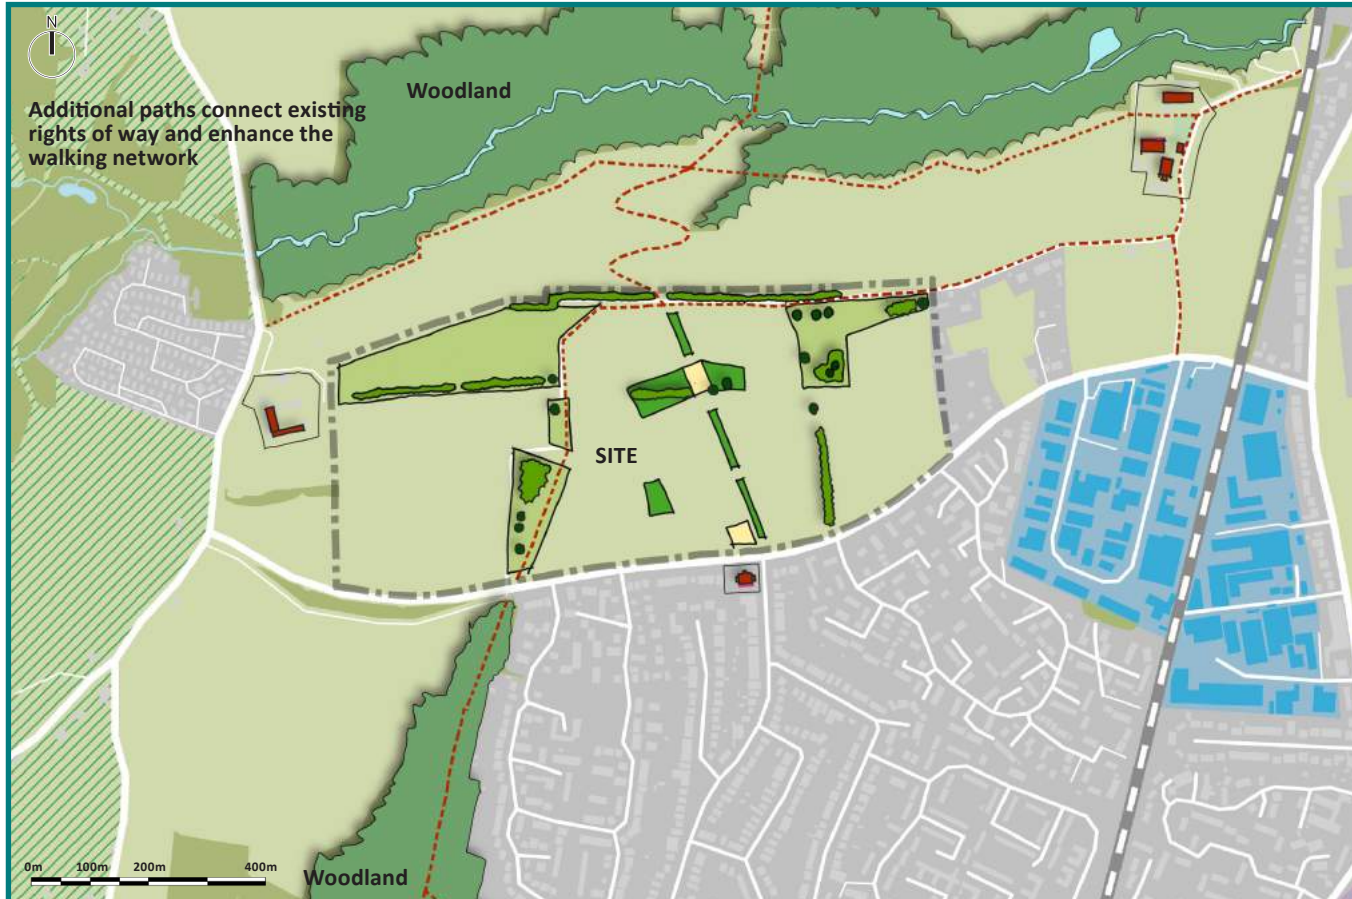 N
Additional paths connect existing
rights of way and enhance the
walking network
Woodland
SITE
0m 100m 200m 400m
Woodland